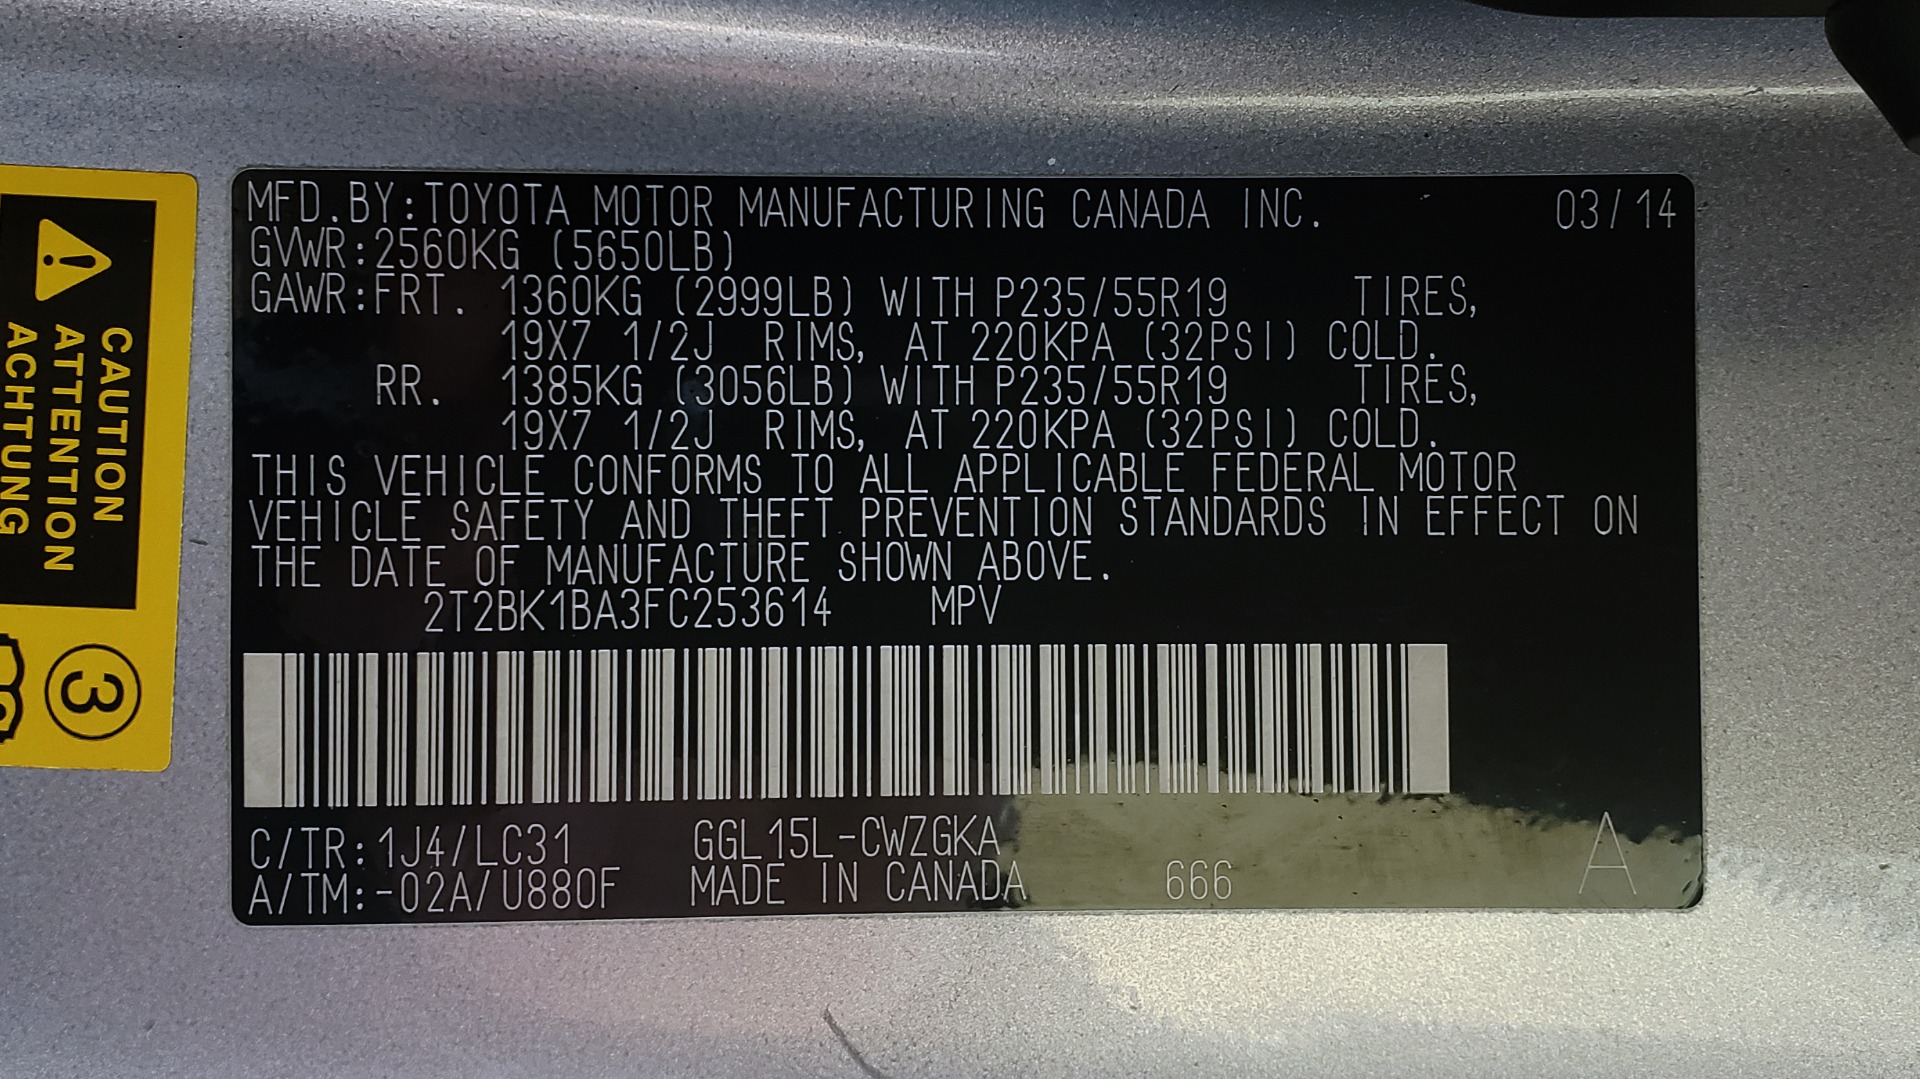 MFD.BY:TOYOTA MOTOR MANUFACTURING CANADA INC. 03/14
GVWR:2560KG (5650LB)
GAWR:FRT. 1360KG (2999LB) WITH P235/55R19 TIRES,
19X7 1/2J RIMS, AT 220KPA (32PSI) COLD.
RR. 1385KG (3056LB) WITH P235/55R19 TIRES,
19X7 1/2J RIMS, AT 220KPA (32PSI) COLD.
THIS VEHICLE CONFORMS TO ALL APPLICABLE FEDERAL MOTOR
VEHICLE SAFETY AND THEFT PREVENTION STANDARDS IN EFFECT ON
THE DATE OF MANUFACTURE SHOWN ABOVE.
2T2BK1BA3FC253614 MPV
C/TR:1J4/LC31 GGL15L-CWZGKA
A/TM:-02A/U880F MADE IN CANADA 666 A
CAUTION
ATTENTION
ACHTUNG
3